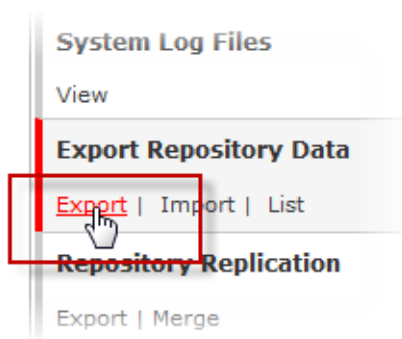 System Log Files
View
Export Repository Data
Export | Import | List
Repository Replication
Export | Merge